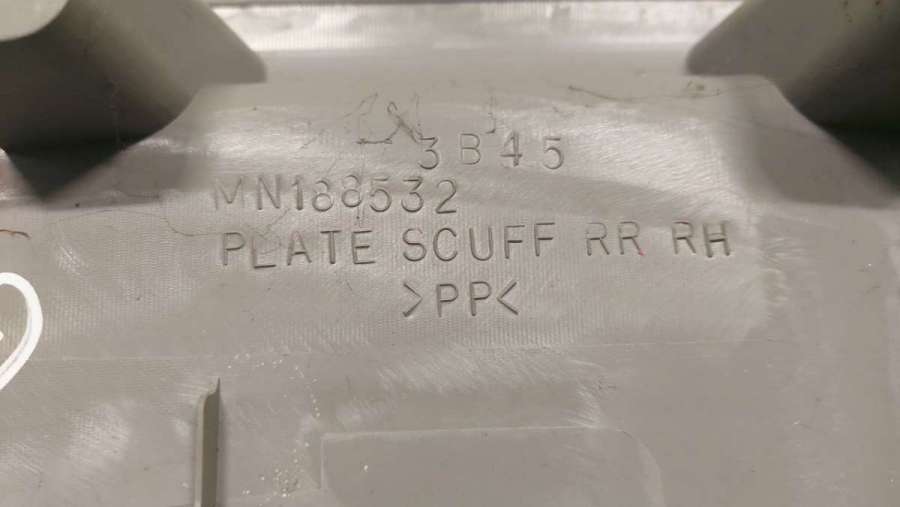 3B45
MN188532
PLATE SCUFF RR RH
>PP<